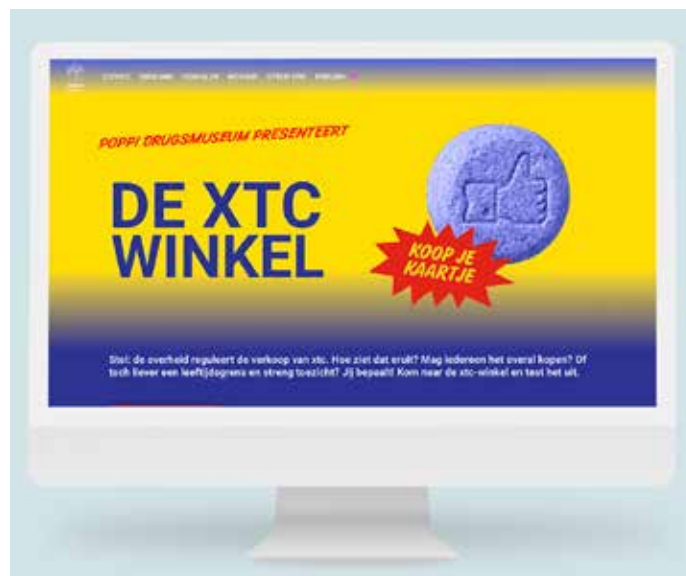 POPPI DRUGSMUSEUM PRESENTEERT
DE XTC
WINKEL
KOOP JE
KAARTJE
Stel: de overheid reguleert de verkoop van xtc. Hoe ziet dat eruit? Mag iedereen het overal kopen? Of
toch liever een leeftijdsgrens en streng toezicht? Jij bepaalt! Kom naar de xtc-winkel en test het uit.